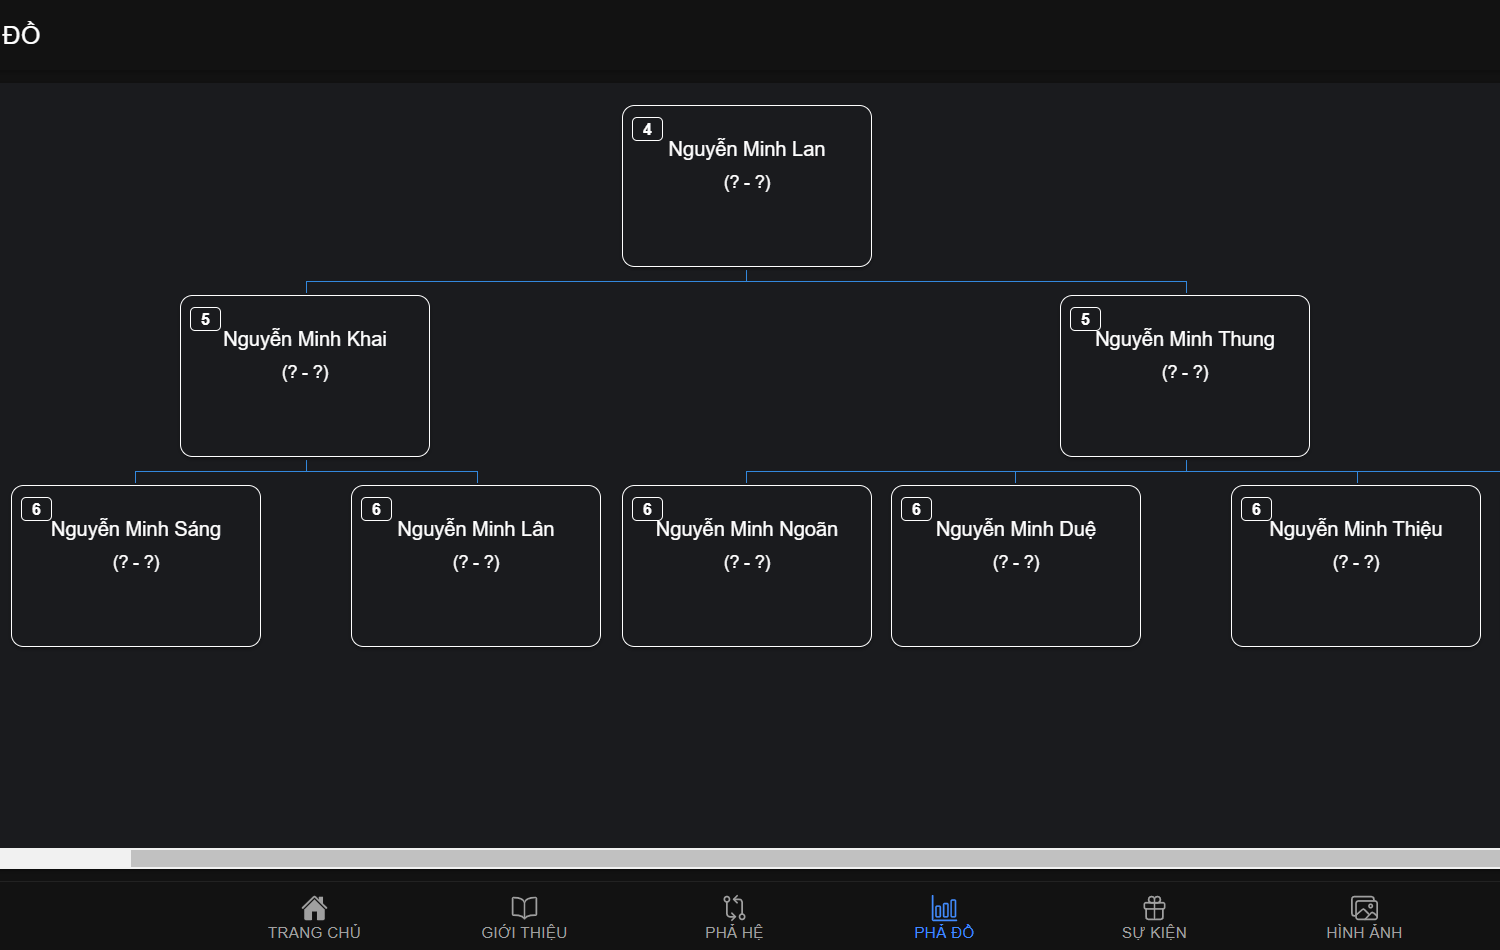 ĐỒ
4
Nguyễn Minh Lan
(? - ?)
5
Nguyễn Minh Khai
(? - ?)
5
Nguyễn Minh Thung
(? - ?)
6
Nguyễn Minh Sáng
(? - ?)
6
Nguyễn Minh Lân
(? - ?)
6
Nguyễn Minh Ngoãn
(? - ?)
6
Nguyễn Minh Duệ
(? - ?)
6
Nguyễn Minh Thiệu
(? - ?)
TRANG CHỦ
GIỚI THIỆU
PHẢ HỆ
PHẢ ĐỒ
SỰ KIỆN
HÌNH ẢNH